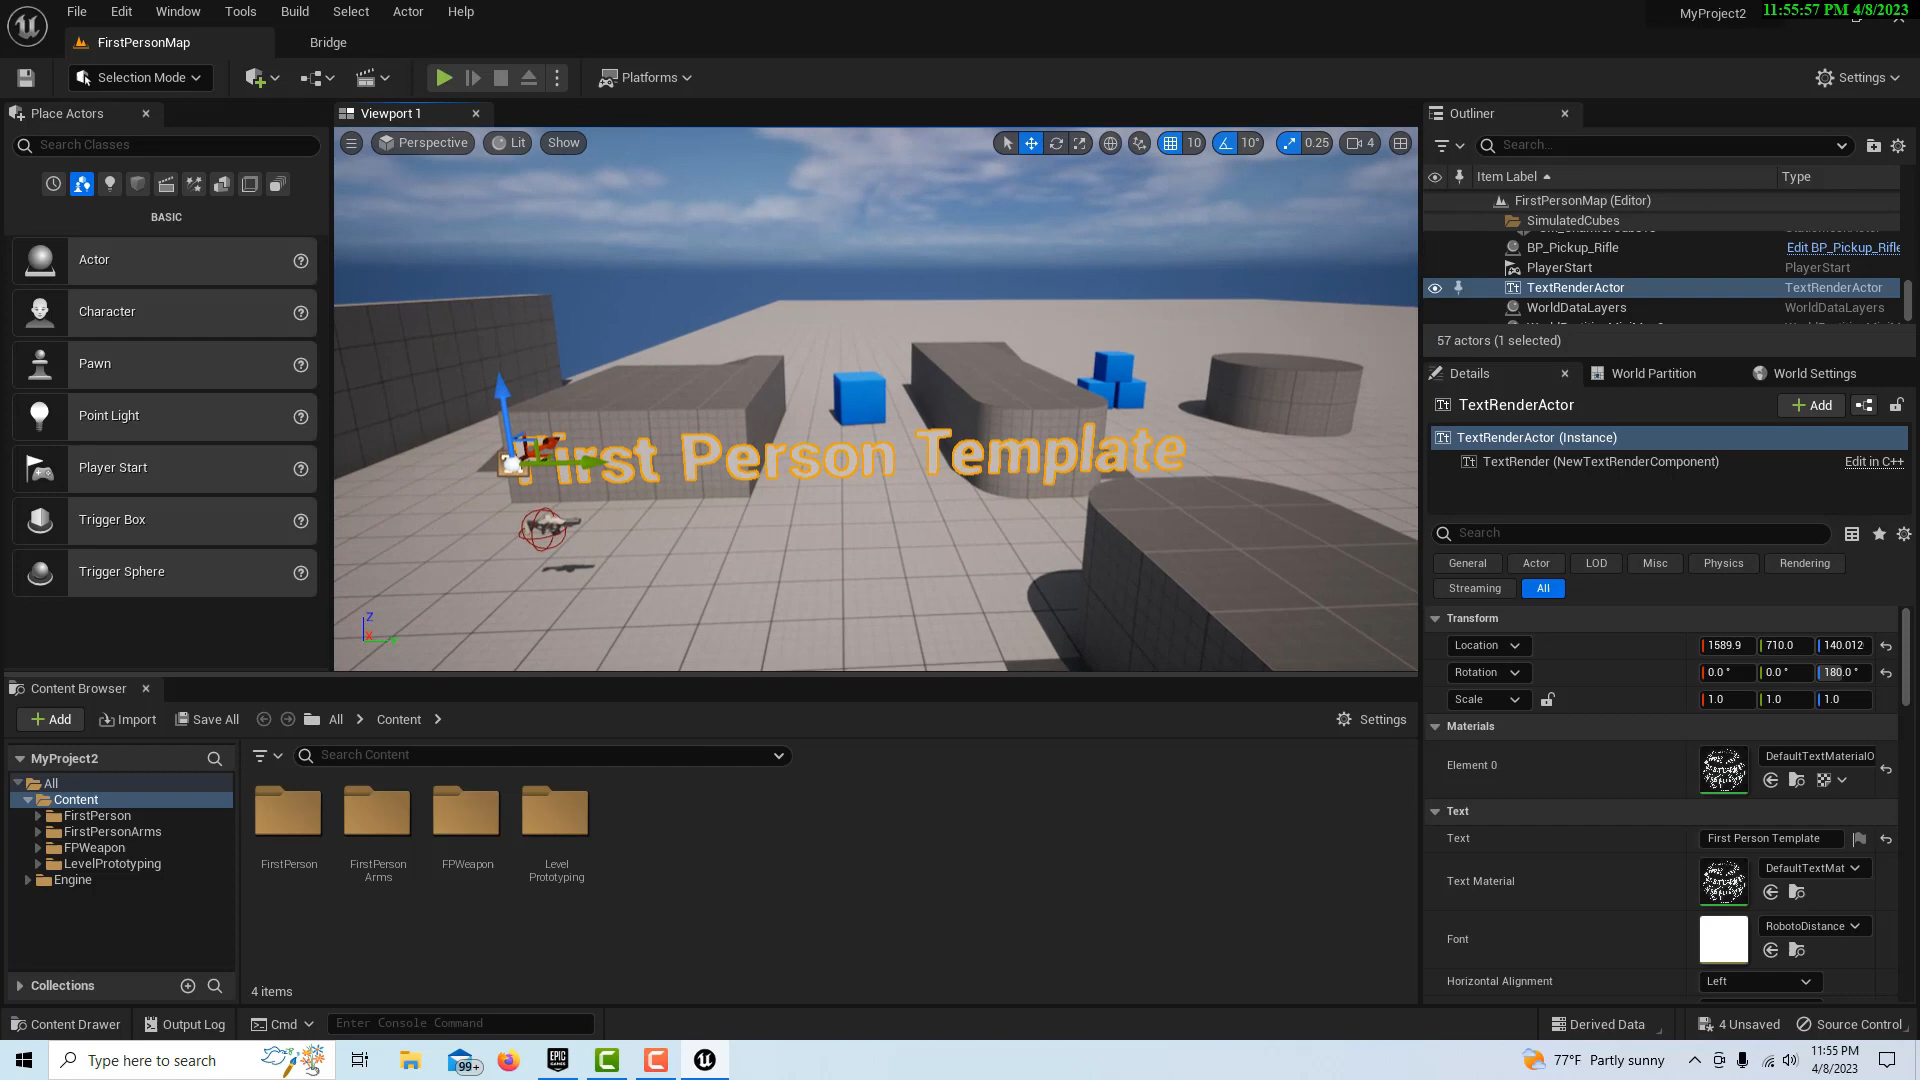 File Edit Window Tools Build Select Actor Help
MyProject2
11:55:57 PM 4/8/2023
FirstPersonMap
Bridge
Selection Mode
Platforms
Settings
Place Actors
Search Classes
BASIC
Actor
Character
Pawn
Point Light
Player Start
Trigger Box
Trigger Sphere
Viewport 1
Perspective Lit Show
10 10° 0.25 4
First Person Template
Z
X
Outliner
Search...
Item Label Type
FirstPersonMap (Editor)
SimulatedCubes
BP_Pickup_Rifle Edit BP_Pickup_Rifle
PlayerStart PlayerStart
TextRenderActor TextRenderActor
WorldDataLayers WorldDataLayers
57 actors (1 selected)
Details World Partition World Settings
TextRenderActor
Add
TextRenderActor (Instance)
TextRender (NewTextRenderComponent) Edit in C++
Search
General Actor LOD Misc Physics Rendering
Streaming All
Transform
Location 1589.9 710.0 140.012
Rotation 0.0 ° 0.0 ° 180.0 °
Scale 1.0 1.0 1.0
Materials
Element 0 DefaultTextMaterialO
Text
Text First Person Template
Text Material DefaultTextMat
Font RobotoDistance
Horizontal Alignment Left
Content Browser
Add Import Save All All Content Settings
MyProject2
Search Content
All
Content
FirstPerson
FirstPersonArms
FPWeapon
LevelPrototyping
Engine
FirstPerson
FirstPerson
Arms
FPWeapon
Level
Prototyping
Collections
4 items
Content Drawer Output Log Cmd Enter Console Command
Derived Data 4 Unsaved Source Control
Type here to search
99+
EPIC
GAMES
77°F Partly sunny
11:55 PM
4/8/2023